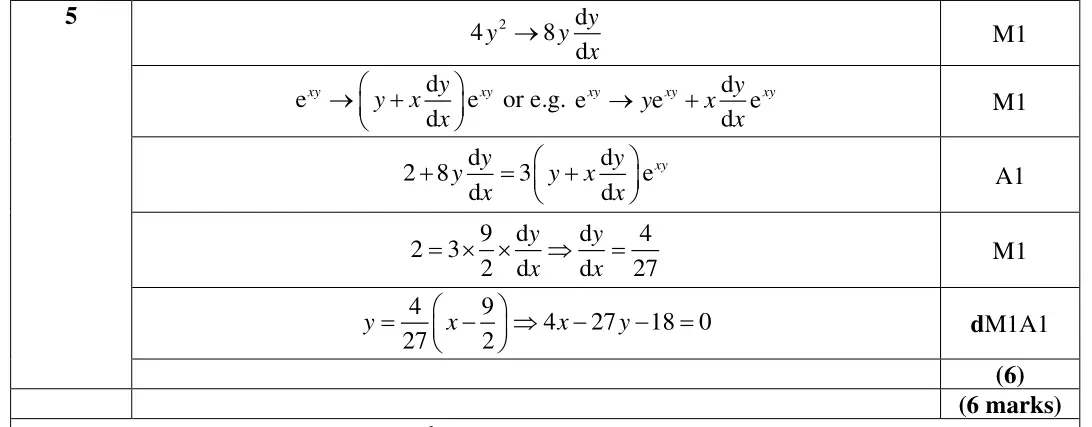 5 4y² → 8y dy/dx M1
e^{xy} → (y + x dy/dx) e^{xy} or e.g. e^{xy} → ye^{xy} + x dy/dx e^{xy} M1
2 + 8y dy/dx = 3(y + x dy/dx) e^{xy} A1
2 = 3 × 9/2 × dy/dx ⇒ dy/dx = 4/27 M1
y = 4/27 (x − 9/2) ⇒ 4x − 27y − 18 = 0 dM1A1
(6)
(6 marks)